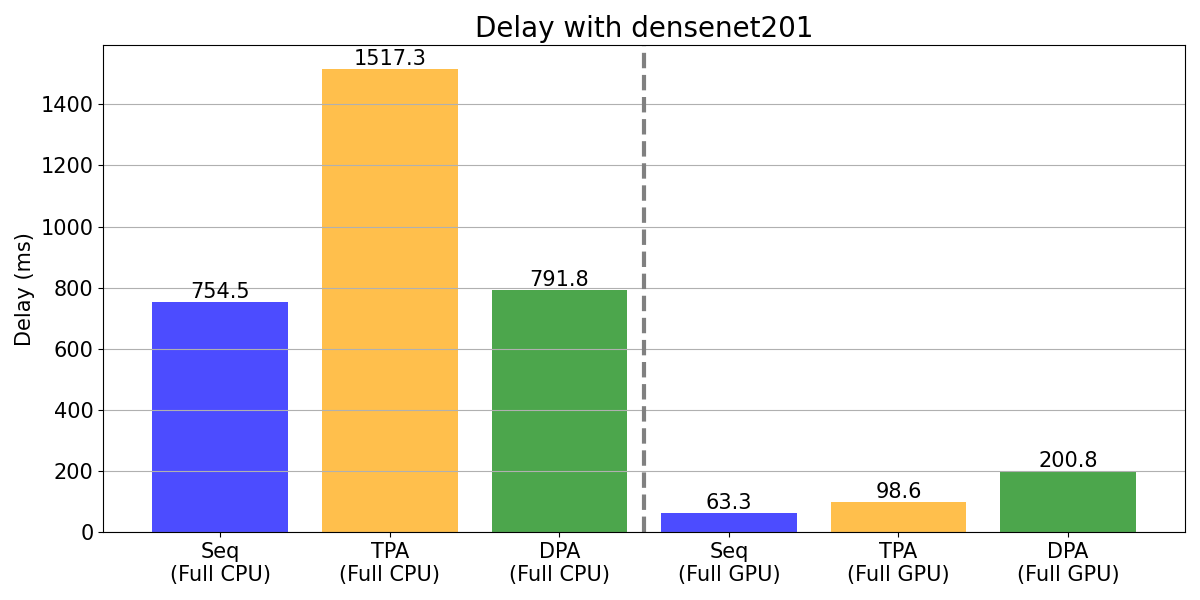 Delay with densenet201
Delay (ms)
1400
1200
1000
800
600
400
200
0
1517.3
754.5
791.8
63.3
98.6
200.8
Seq
(Full CPU)
TPA
(Full CPU)
DPA
(Full CPU)
Seq
(Full GPU)
TPA
(Full GPU)
DPA
(Full GPU)